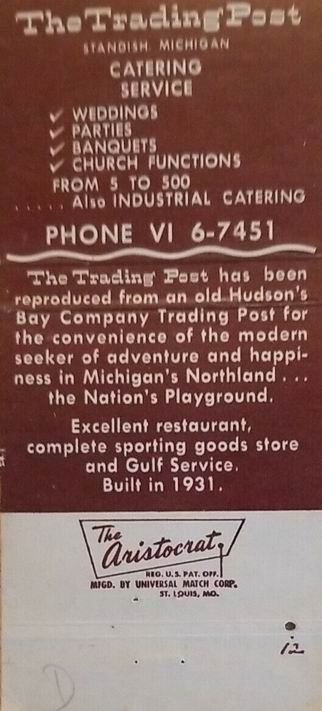 The Trading Post
STANDISH, MICHIGAN
CATERING
SERVICE
✓ WEDDINGS
✓ PARTIES
✓ BANQUETS
✓ CHURCH FUNCTIONS
FROM 5 TO 500
..... Also INDUSTRIAL CATERING
PHONE VI 6-7451
The Trading Post has been
reproduced from an old Hudson's
Bay Company Trading Post for
the convenience of the modern
seeker of adventure and happi-
ness in Michigan's Northland ...
the Nation's Playground.
Excellent restaurant,
complete sporting goods store
and Gulf Service.
Built in 1931.
The
Aristocrat
REG. U.S. PAT. OFF.
MFGD. BY UNIVERSAL MATCH CORP.
ST. LOUIS, MO.
12
D